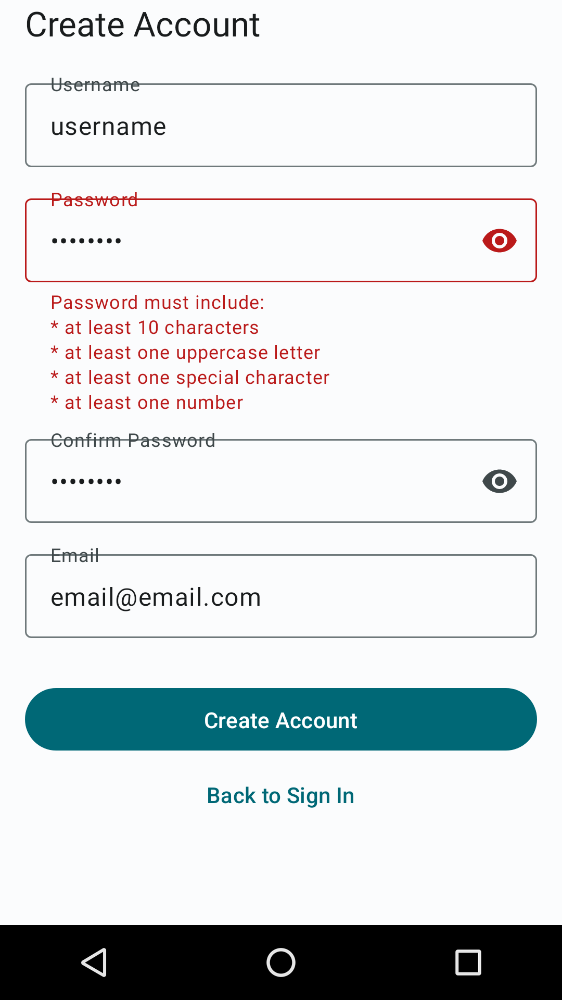 Create Account
Username
username
Password
••••••••
Password must include:
* at least 10 characters
* at least one uppercase letter
* at least one special character
* at least one number
Confirm Password
••••••••
Email
email@email.com
Create Account
Back to Sign In